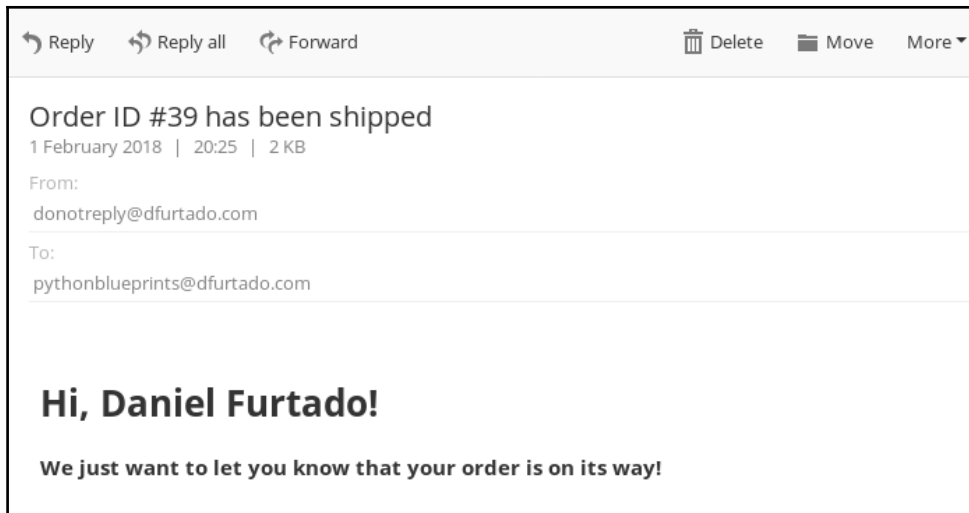 Reply Reply all Forward Delete Move More
Order ID #39 has been shipped
1 February 2018 | 20:25 | 2 KB
From:
donotreply@dfurtado.com
To:
pythonblueprints@dfurtado.com
Hi, Daniel Furtado!
We just want to let you know that your order is on its way!